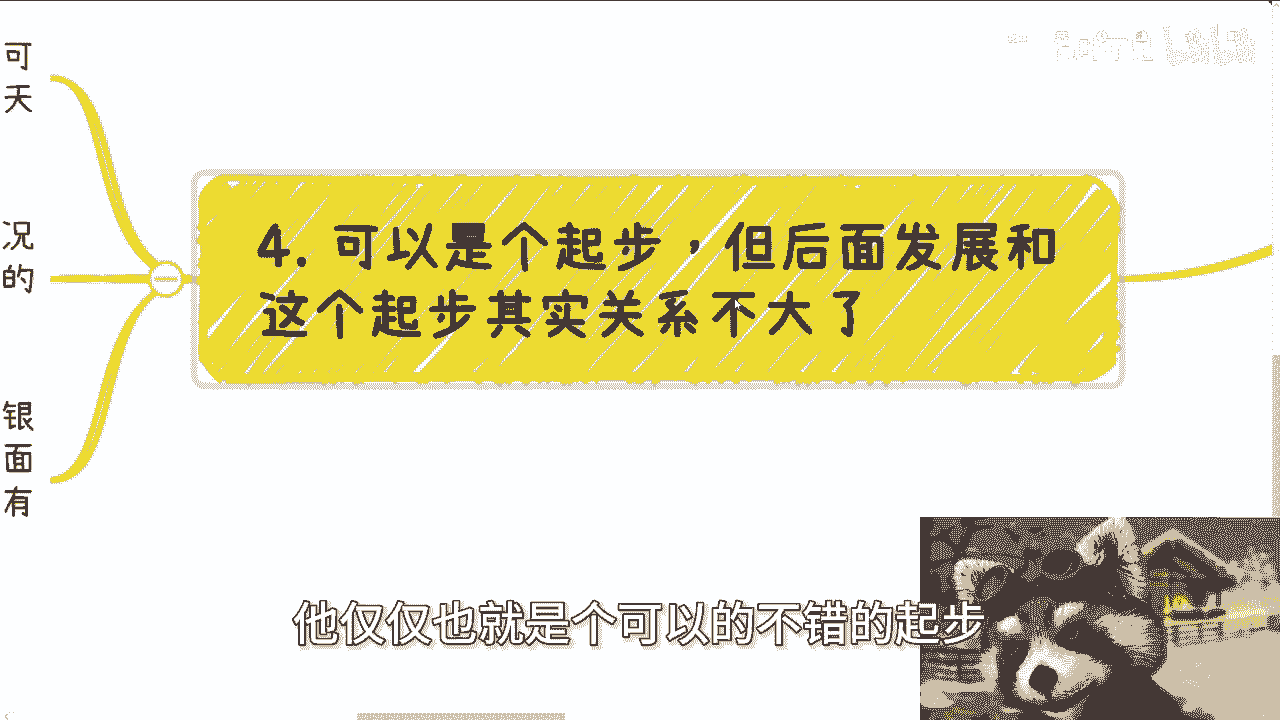 可
天
况
的
银
面
有
4. 可以是个起步，但后面发展和
这个起步其实关系不大了
他仅仅也就是个可以的不错的起步